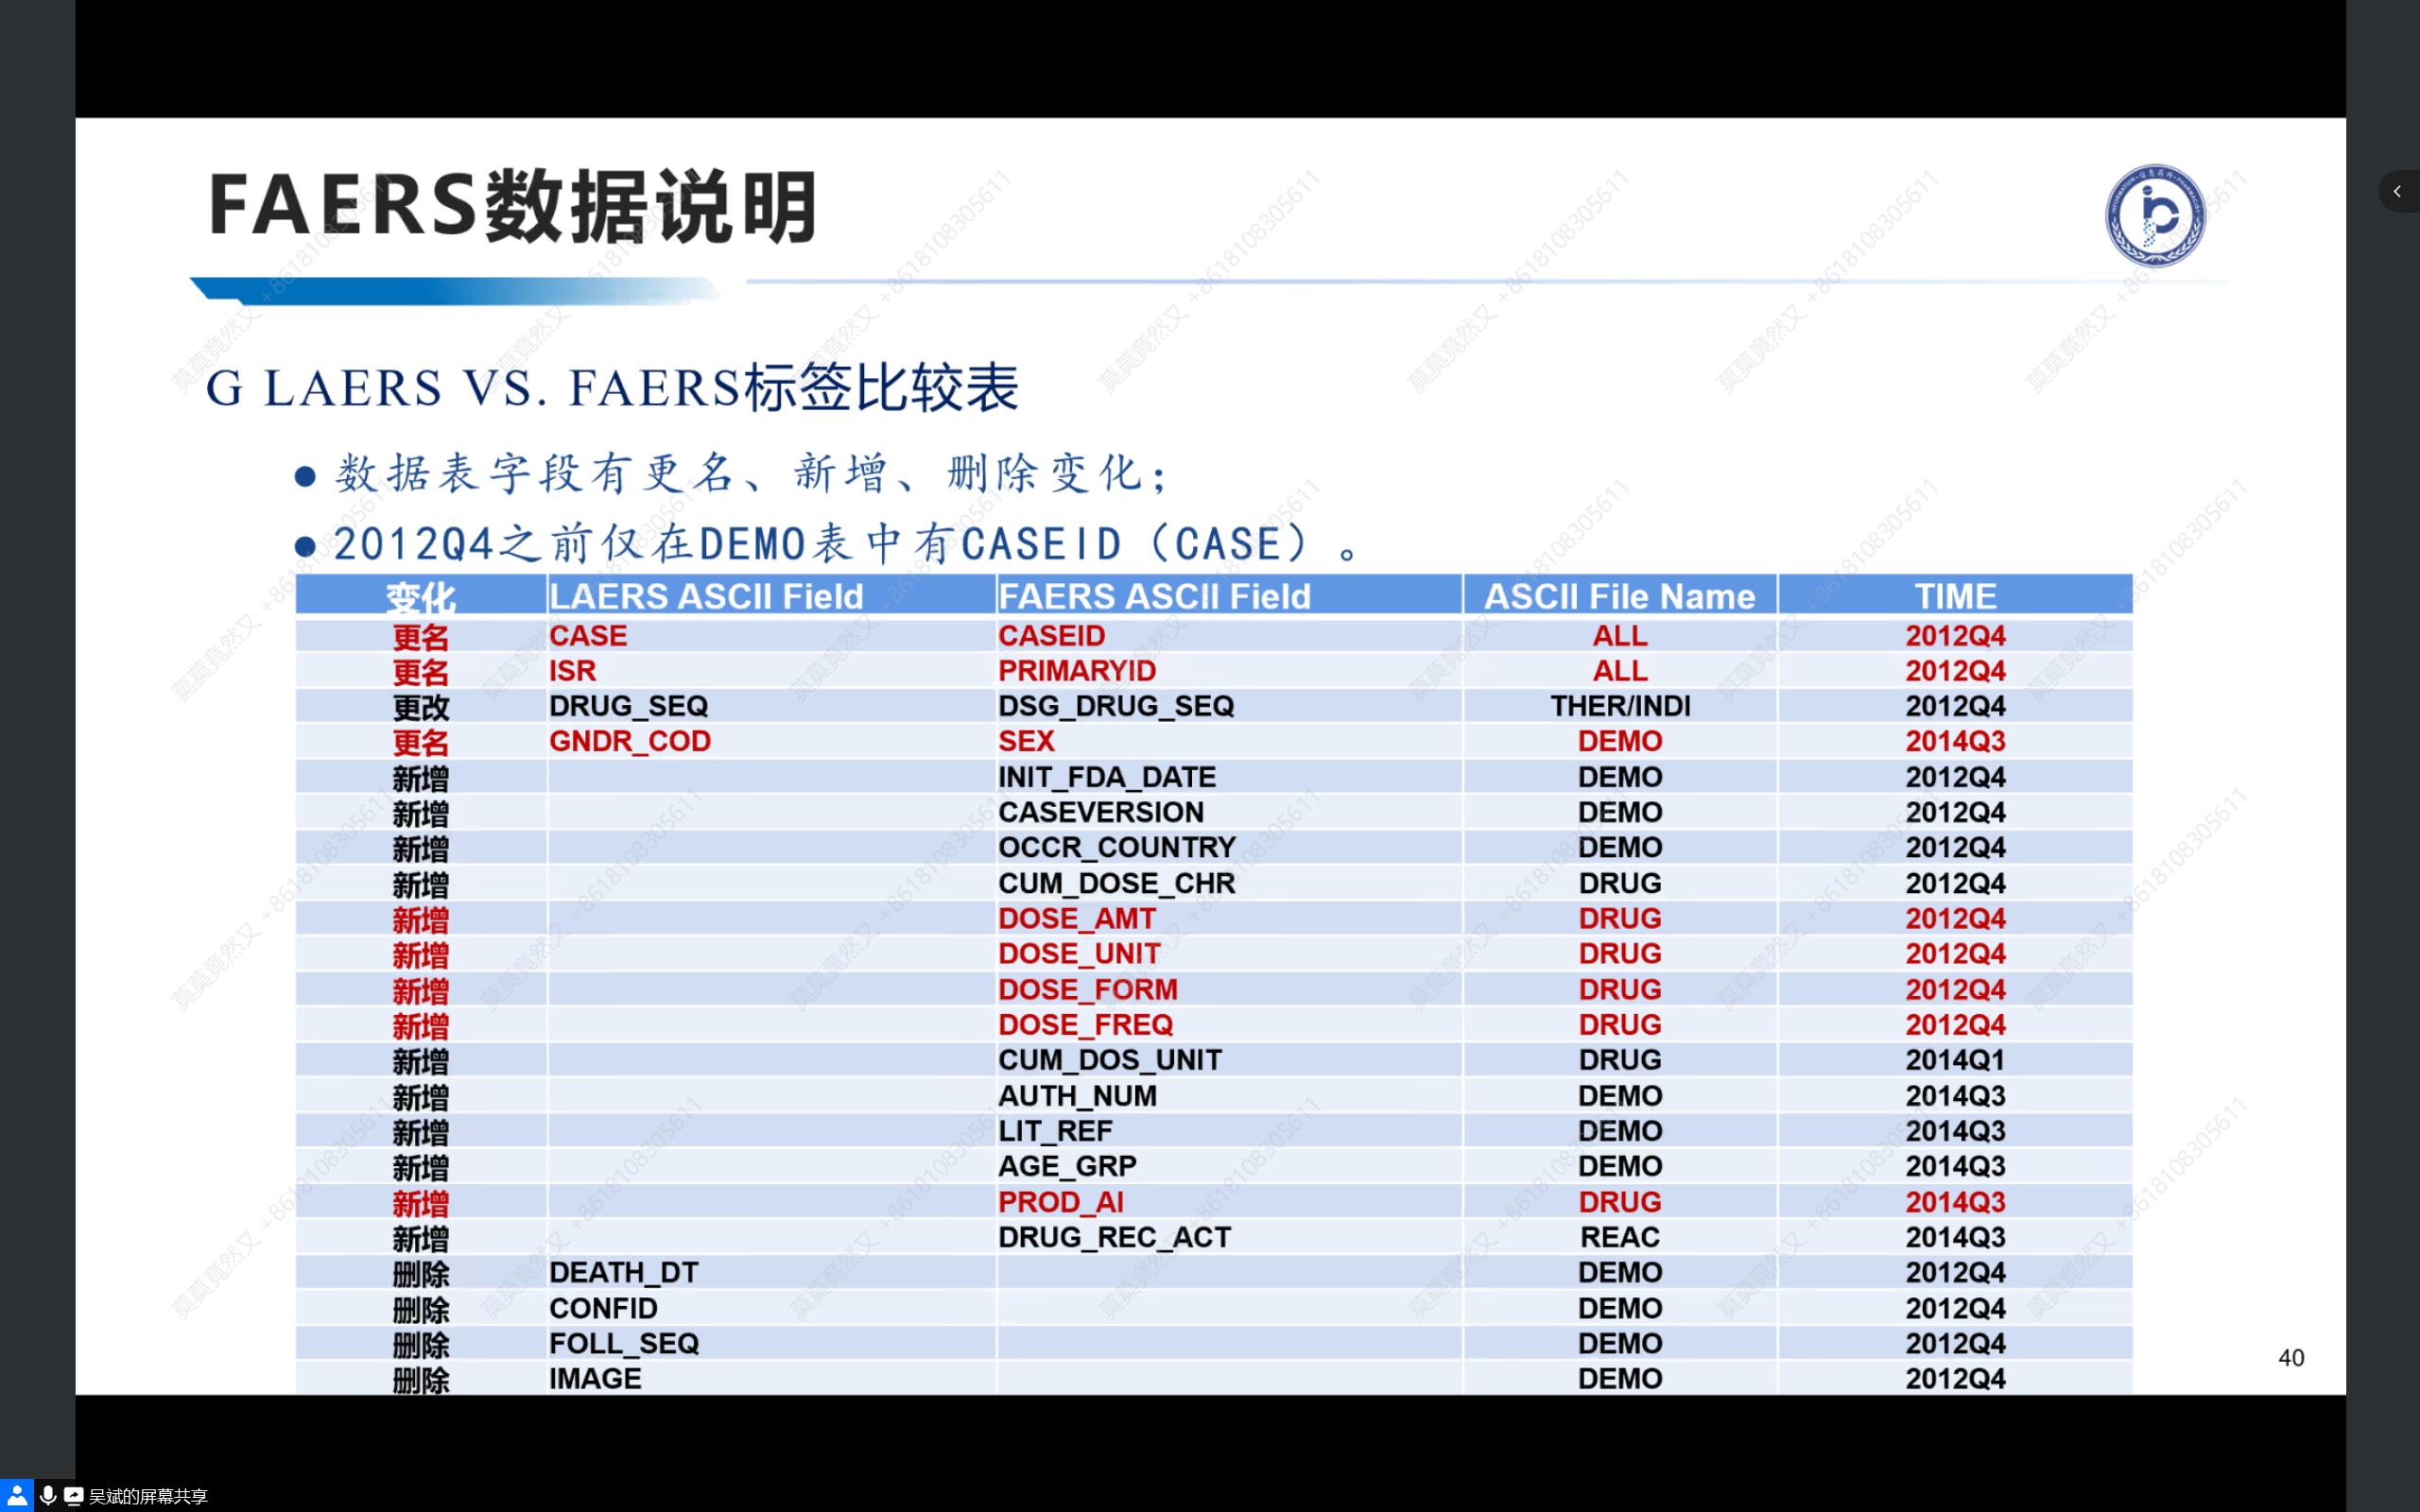 FAERS数据说明
G LAERS VS. FAERS标签比较表
● 数据表字段有更名、新增、删除变化；
● 2012Q4之前仅在DEMO表中有CASEID（CASE）。
变化 LAERS ASCII Field FAERS ASCII Field ASCII File Name TIME
更名 CASE CASEID ALL 2012Q4
更名 ISR PRIMARYID ALL 2012Q4
更改 DRUG_SEQ DSG_DRUG_SEQ THER/INDI 2012Q4
更名 GNDR_COD SEX DEMO 2014Q3
新增 INIT_FDA_DATE DEMO 2012Q4
新增 CASEVERSION DEMO 2012Q4
新增 OCCR_COUNTRY DEMO 2012Q4
新增 CUM_DOSE_CHR DRUG 2012Q4
新增 DOSE_AMT DRUG 2012Q4
新增 DOSE_UNIT DRUG 2012Q4
新增 DOSE_FORM DRUG 2012Q4
新增 DOSE_FREQ DRUG 2012Q4
新增 CUM_DOS_UNIT DRUG 2014Q1
新增 AUTH_NUM DEMO 2014Q3
新增 LIT_REF DEMO 2014Q3
新增 AGE_GRP DEMO 2014Q3
新增 PROD_AI DRUG 2014Q3
新增 DRUG_REC_ACT REAC 2014Q3
删除 DEATH_DT DEMO 2012Q4
删除 CONFID DEMO 2012Q4
删除 FOLL_SEQ DEMO 2012Q4
删除 IMAGE DEMO 2012Q4
40
吴斌的屏幕共享
莫莫竟然又 +8618108305611